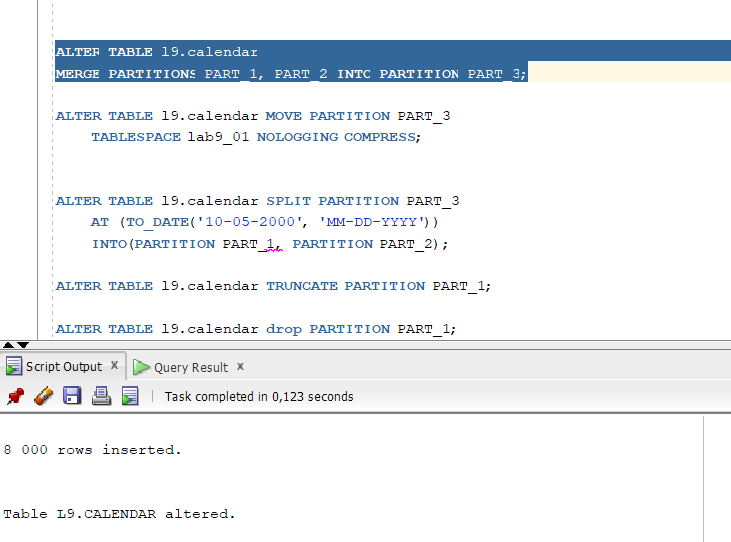 ALTER TABLE l9.calendar
MERGE PARTITIONS PART_1, PART_2 INTO PARTITION PART_3;
ALTER TABLE l9.calendar MOVE PARTITION PART_3
TABLESPACE lab9_01 NOLOGGING COMPRESS;
ALTER TABLE l9.calendar SPLIT PARTITION PART_3
AT (TO_DATE('10-05-2000', 'MM-DD-YYYY'))
INTO(PARTITION PART_1, PARTITION PART_2);
ALTER TABLE l9.calendar TRUNCATE PARTITION PART_1;
ALTER TABLE l9.calendar drop PARTITION PART_1;
Script Output x Query Result x
Task completed in 0,123 seconds
8 000 rows inserted.
Table L9.CALENDAR altered.